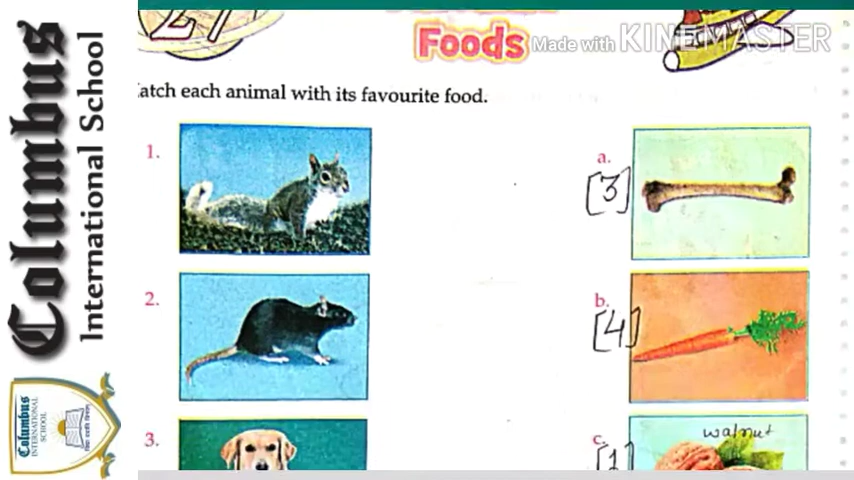 Columbus
International School
Columbus
INTERNATIONAL
SCHOOL
27
Foods
Made with KINEMASTER
atch each animal with its favourite food.
1.
a.
[3]
2.
b.
[4]
3.
c.
walnut
[1]